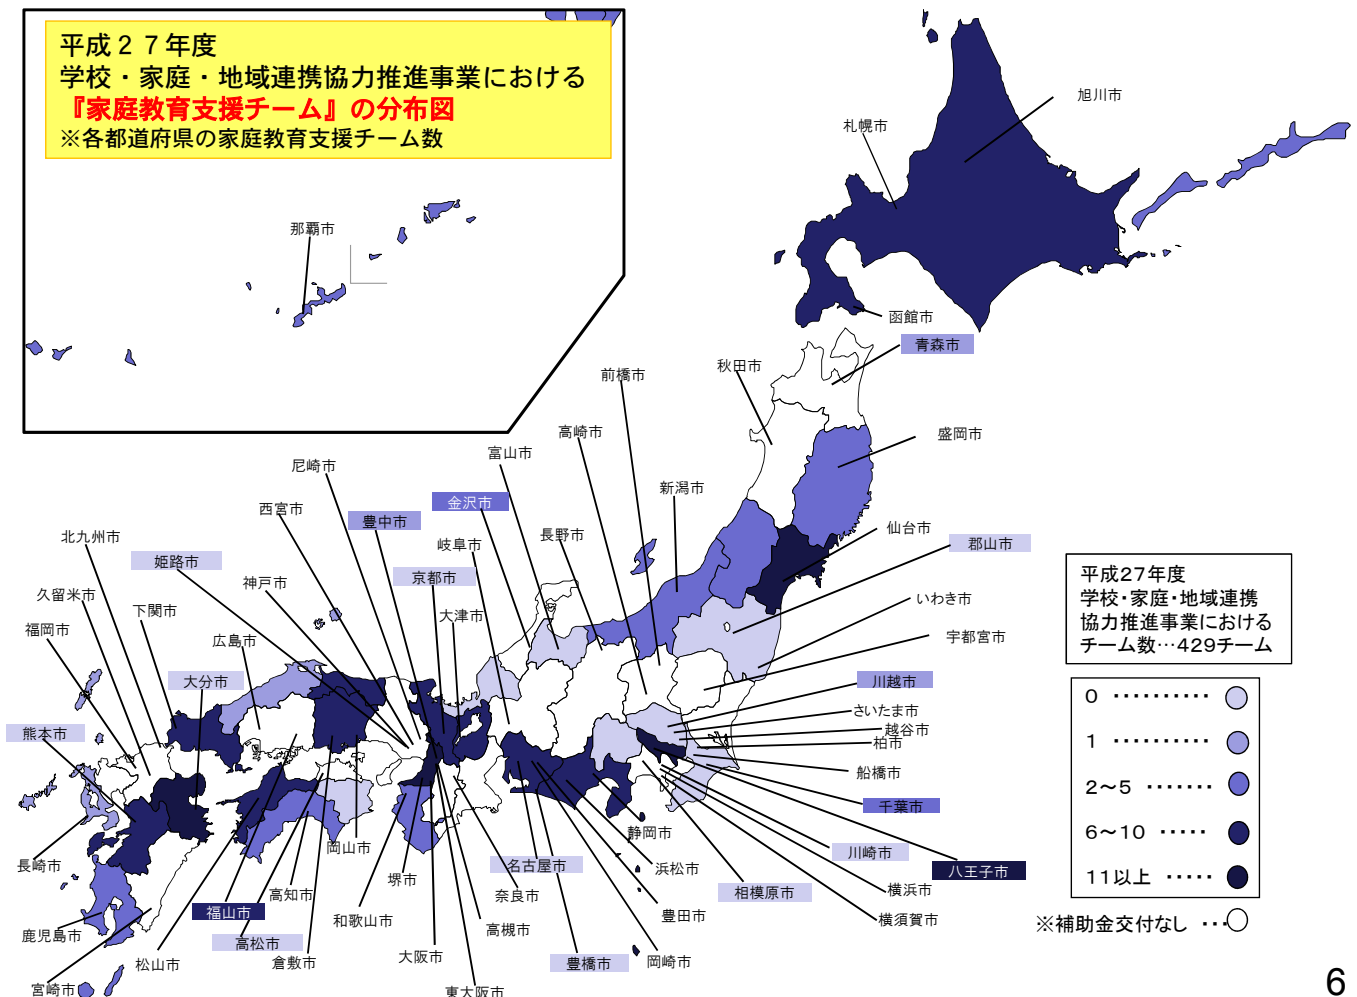 平成２７年度
学校・家庭・地域連携協力推進事業における
『家庭教育支援チーム』の分布図
※各都道府県の家庭教育支援チーム数
旭川市
札幌市
那覇市
函館市
青森市
秋田市
前橋市
高崎市
盛岡市
富山市
尼崎市
新潟市
金沢市
西宮市
豊中市
仙台市
長野市
北九州市
岐阜市
郡山市
姫路市
京都市
神戸市
久留米市
いわき市
下関市
大津市
福岡市
広島市
宇都宮市
大分市
川越市
さいたま市
熊本市
越谷市
柏市
船橋市
千葉市
静岡市
岡山市
川崎市
長崎市
名古屋市
浜松市
八王子市
堺市
高知市
奈良市
相模原市
横浜市
福山市
和歌山市
豊田市
横須賀市
鹿児島市
高槻市
高松市
大阪市
松山市
倉敷市
豊橋市
岡崎市
宮崎市
東大阪市
平成27年度
学校・家庭・地域連携
協力推進事業における
チーム数…429チーム
0 ‥‥‥‥‥
1 ‥‥‥‥‥
2～5 ‥‥‥‥
6～10 ‥‥‥
11以上 ‥‥‥
※補助金交付なし ‥‥
6